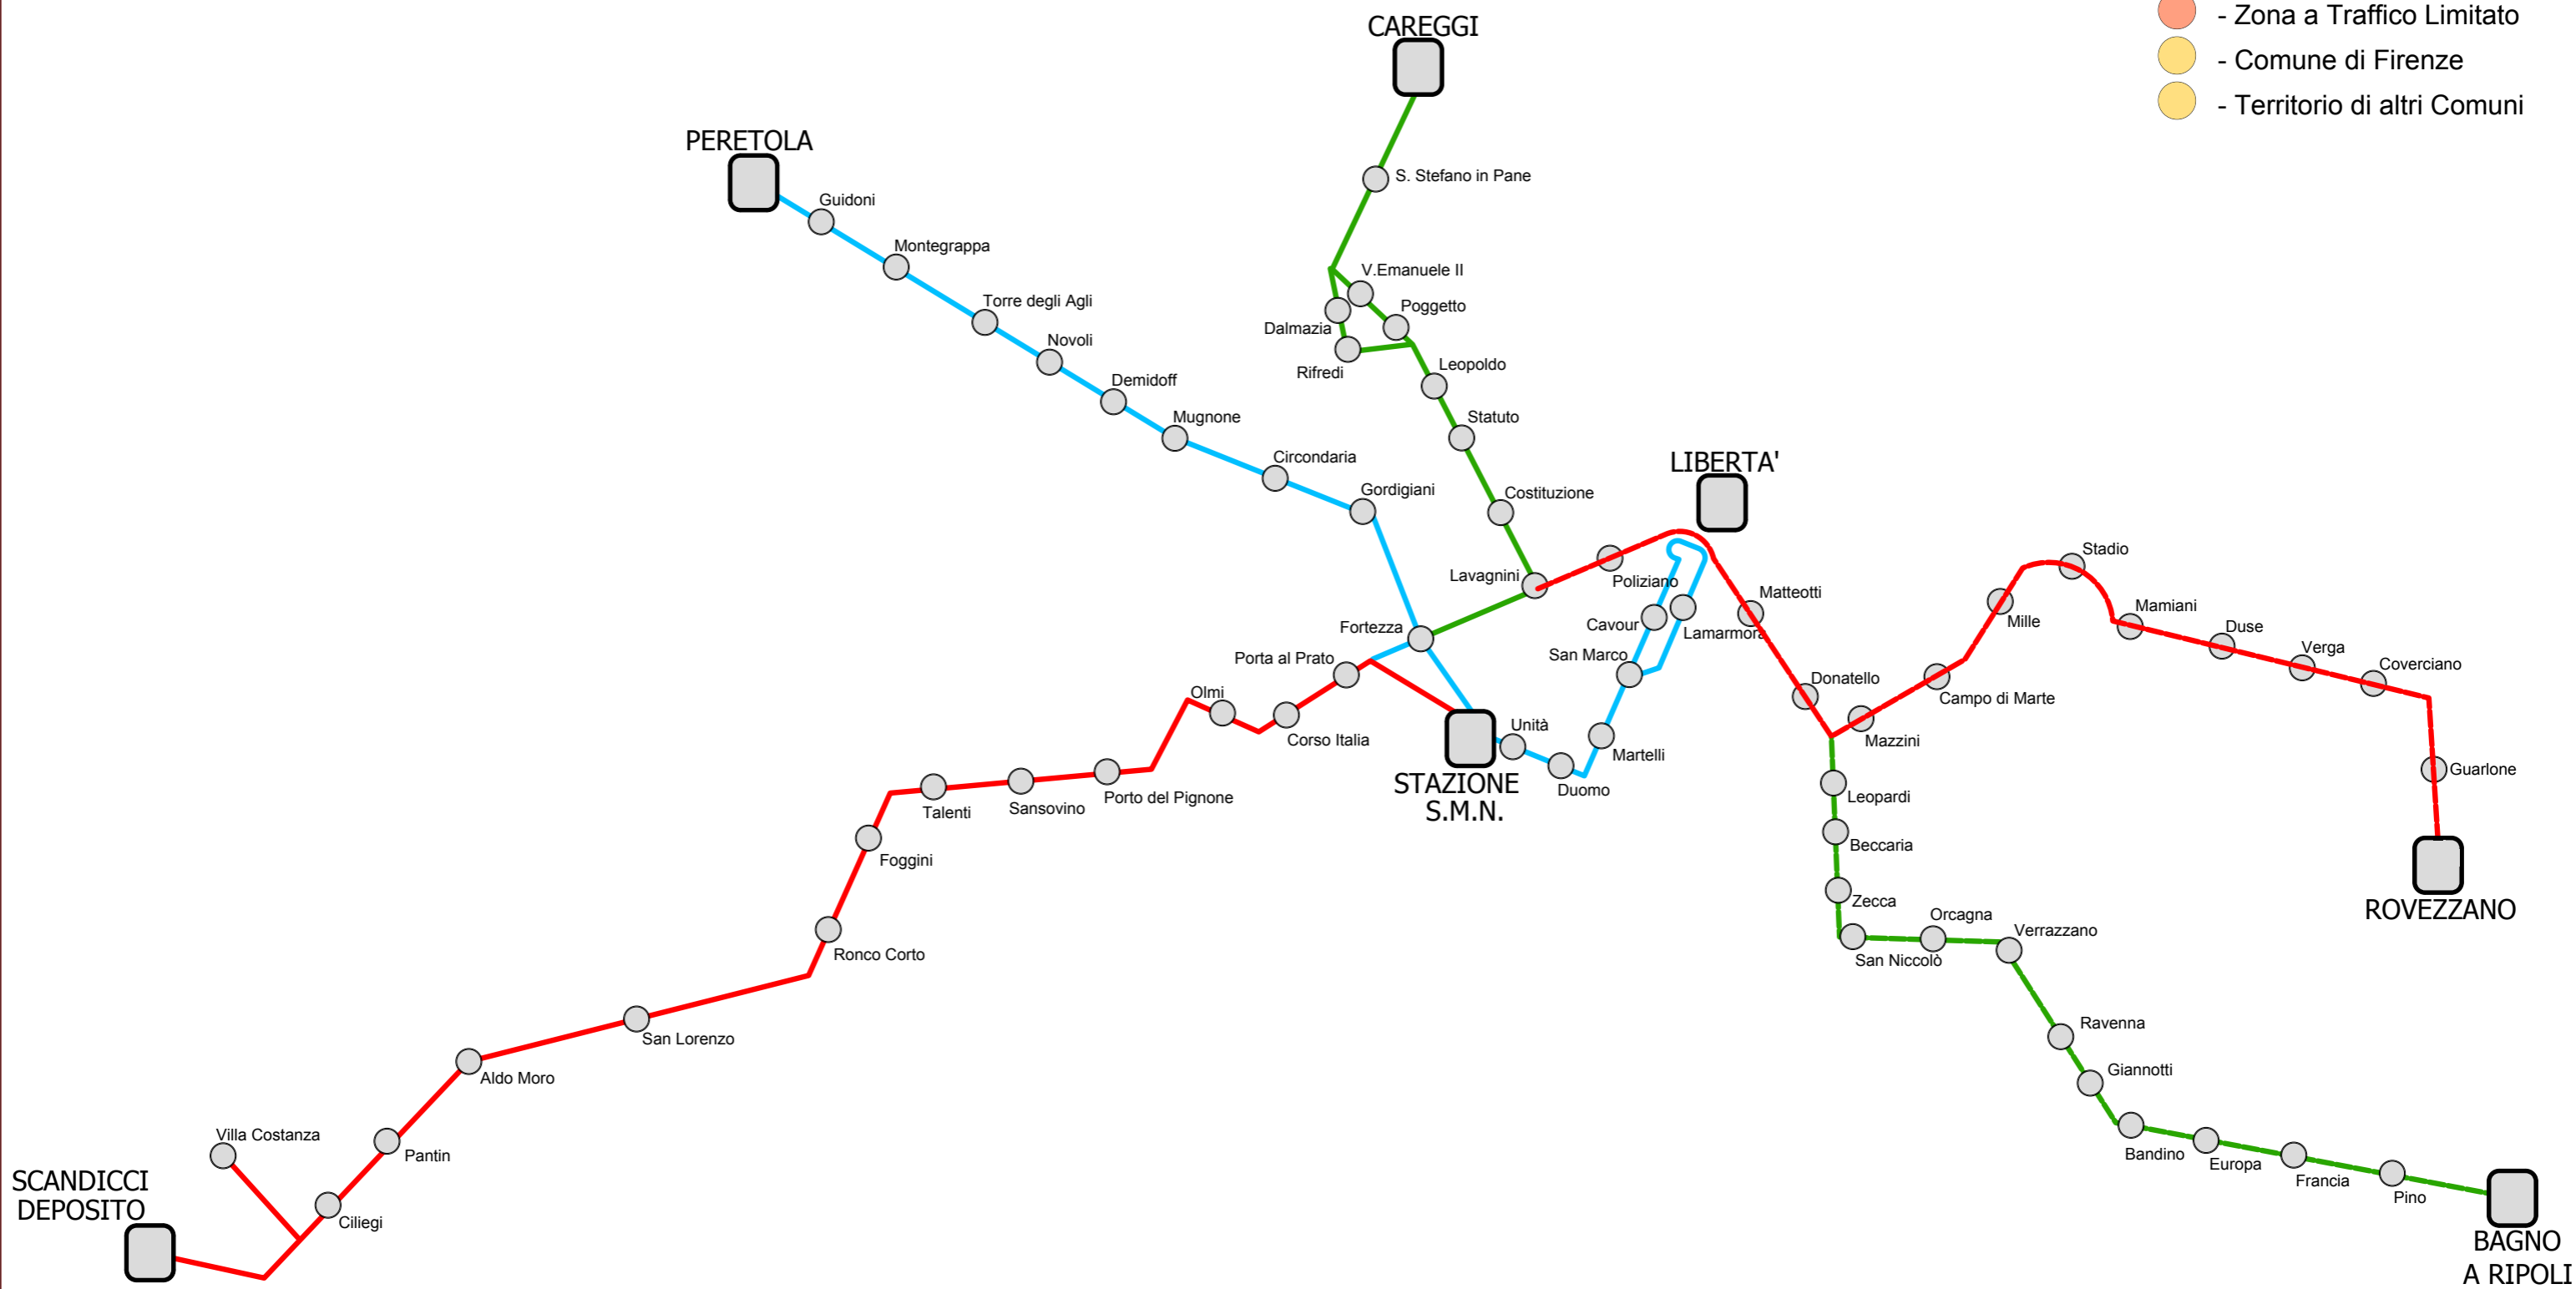 CAREGGI
- Zona a Traffico Limitato
- Comune di Firenze
- Territorio di altri Comuni
PERETOLA
Guidoni
Montegrappa
Torre degli Agli
Novoli
Demidoff
Mugnone
Circondaria
Gordigiani
S. Stefano in Pane
V.Emanuele II
Poggetto
Dalmazia
Rifredi
Leopoldo
Statuto
Costituzione
Lavagnini
LIBERTA'
Poliziano
Cavour
Lamarmora
San Marco
Martelli
Duomo
Unità
Fortezza
STAZIONE
S.M.N.
Porta al Prato
Corso Italia
Olmi
Porto del Pignone
Sansovino
Talenti
Foggini
Ronco Corto
San Lorenzo
Aldo Moro
Pantin
Ciliegi
Villa Costanza
SCANDICCI
DEPOSITO
Matteotti
Donatello
Mazzini
Campo di Marte
Mille
Stadio
Mamiani
Duse
Verga
Coverciano
Guarlone
ROVEZZANO
Leopardi
Beccaria
Zecca
San Niccolò
Orcagna
Verrazzano
Ravenna
Giannotti
Bandino
Europa
Francia
Pino
BAGNO
A RIPOLI